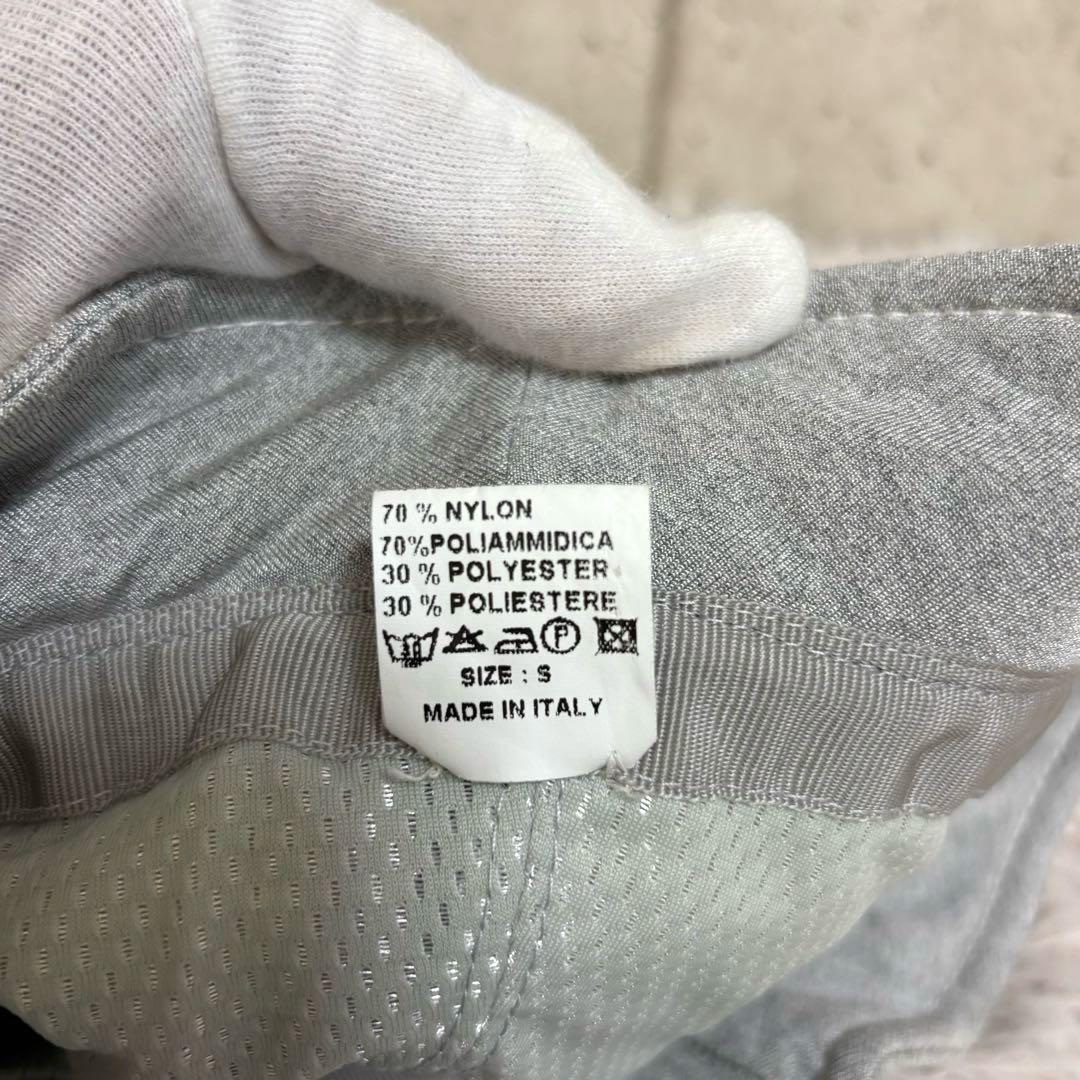 70 % NYLON
70%POLIAMMIDICA
30 % POLYESTER
30 % POLIESTERE
P
SIZE : S
MADE IN ITALY